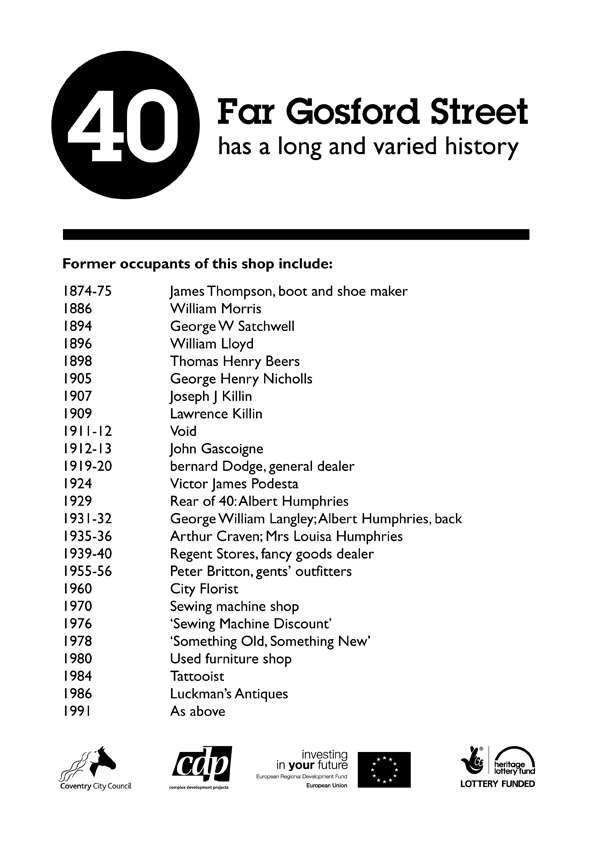 40
Far Gosford Street
has a long and varied history
Former occupants of this shop include:
1874-75 James Thompson, boot and shoe maker
1886 William Morris
1894 George W Satchwell
1896 William Lloyd
1898 Thomas Henry Beers
1905 George Henry Nicholls
1907 Joseph J Killin
1909 Lawrence Killin
1911-12 Void
1912-13 John Gascoigne
1919-20 bernard Dodge, general dealer
1924 Victor James Podesta
1929 Rear of 40: Albert Humphries
1931-32 George William Langley; Albert Humphries, back
1935-36 Arthur Craven; Mrs Louisa Humphries
1939-40 Regent Stores, fancy goods dealer
1955-56 Peter Britton, gents’ outfitters
1960 City Florist
1970 Sewing machine shop
1976 ‘Sewing Machine Discount’
1978 ‘Something Old, Something New’
1980 Used furniture shop
1984 Tattooist
1986 Luckman’s Antiques
1991 As above
Coventry City Council
cdp
complex development projects
investing
in your future
European Regional Development Fund
European Union
heritage
lottery fund
LOTTERY FUNDED